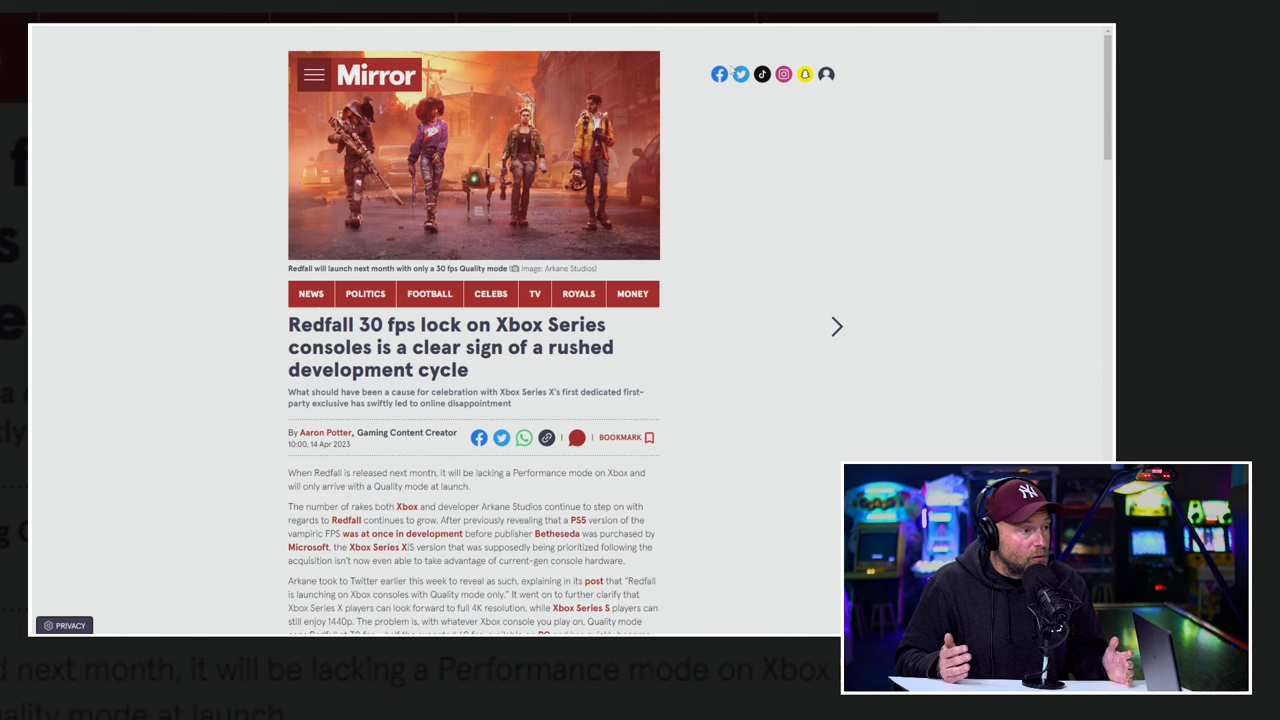 Mirror
Redfall will launch next month with only a 30 fps Quality mode (Image: Arkane Studios)
NEWS POLITICS FOOTBALL CELEBS TV ROYALS MONEY
Redfall 30 fps lock on Xbox Series
consoles is a clear sign of a rushed
development cycle
What should have been a cause for celebration with Xbox Series X's first dedicated first-
party exclusive has swiftly led to online disappointment
By Aaron Potter, Gaming Content Creator
10:00, 14 Apr 2023
BOOKMARK
When Redfall is released next month, it will be lacking a Performance mode on Xbox and
will only arrive with a Quality mode at launch.
The number of rakes both Xbox and developer Arkane Studios continue to step on with
regards to Redfall continues to grow. After previously revealing that a PS5 version of the
vampiric FPS was at once in development before publisher Bethesda was purchased by
Microsoft, the Xbox Series X|S version that was supposedly being prioritized following the
acquisition isn't now even able to take advantage of current-gen console hardware.
Arkane took to Twitter earlier this week to reveal as such, explaining in its post that “Redfall
is launching on Xbox consoles with Quality mode only.” It went on to further clarify that
Xbox Series X players can look forward to full 4K resolution, while Xbox Series S players can
still enjoy 1440p. The problem is, with whatever Xbox console you play on, Quality mode
PRIVACY
d next month, it will be lacking a Performance mode on Xbox
uality mode at launch.